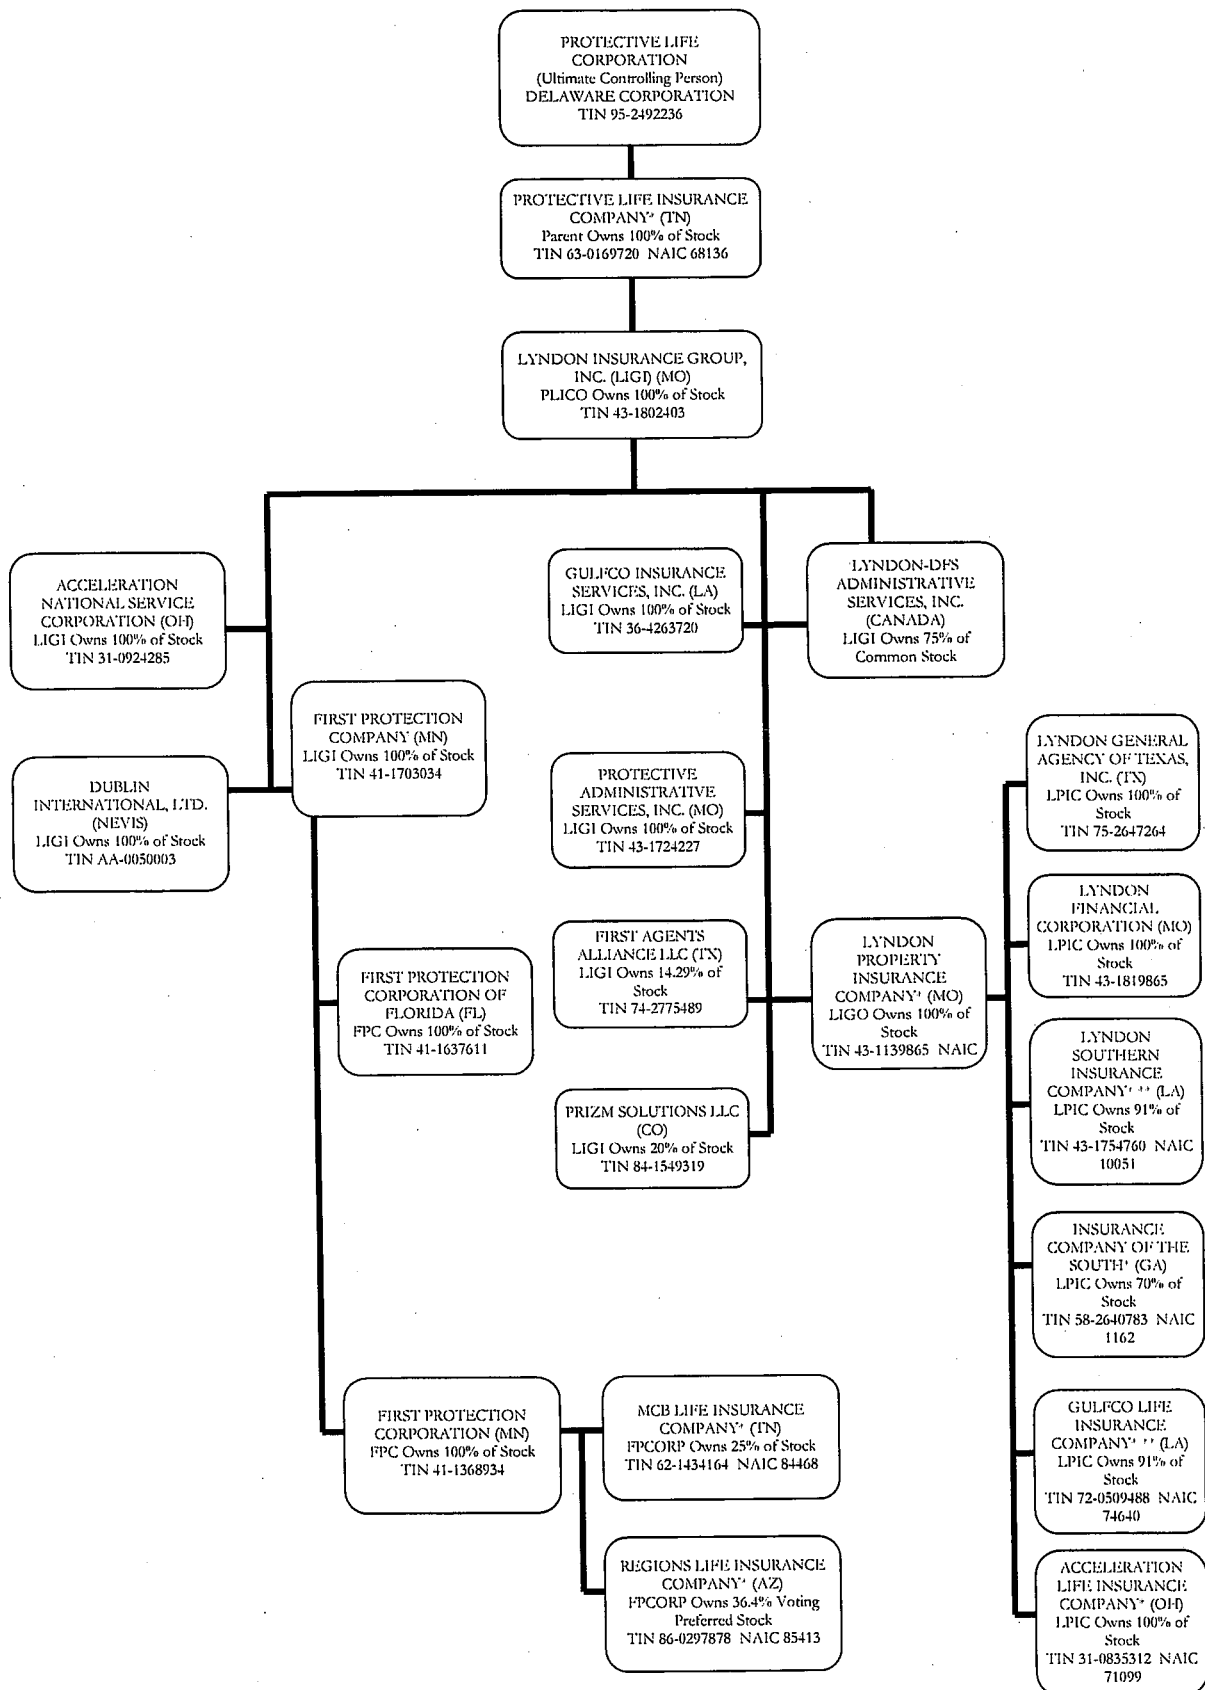 PROTECTIVE LIFE
CORPORATION
(Ultimate Controlling Person)
DELAWARE CORPORATION
TIN 95-2492236
PROTECTIVE LIFE INSURANCE
COMPANY* (TN)
Parent Owns 100% of Stock
TIN 63-0169720 NAIC 68136
LYNDON INSURANCE GROUP,
INC. (LIGI) (MO)
PLICO Owns 100% of Stock
TIN 43-1802403
ACCELERATION
NATIONAL SERVICE
CORPORATION (OH)
LIGI Owns 100% of Stock
TIN 31-0924285
GULFCO INSURANCE
SERVICES, INC. (LA)
LIGI Owns 100% of Stock
TIN 36-4263720
LYNDON-DFS
ADMINISTRATIVE
SERVICES, INC.
(CANADA)
LIGI Owns 75% of
Common Stock
FIRST PROTECTION
COMPANY (MN)
LIGI Owns 100% of Stock
TIN 41-1703034
DUBLIN
INTERNATIONAL, LTD.
(NEVIS)
LIGI Owns 100% of Stock
TIN AA-0050003
PROTECTIVE
ADMINISTRATIVE
SERVICES, INC. (MO)
LIGI Owns 100% of Stock
TIN 43-1724227
LYNDON GENERAL
AGENCY OF TEXAS,
INC. (TX)
LPIC Owns 100% of
Stock
TIN 75-2647264
FIRST PROTECTION
CORPORATION OF
FLORIDA (FL)
FPC Owns 100% of Stock
TIN 41-1637611
FIRST AGENTS
ALLIANCE LLC (TX)
LIGI Owns 14.29% of
Stock
TIN 74-2775489
LYNDON
PROPERTY
INSURANCE
COMPANY* (MO)
LIGO Owns 100% of
Stock
TIN 43-1139865 NAIC
LYNDON
FINANCIAL
CORPORATION (MO)
LPIC Owns 100% of
Stock
TIN 43-1819865
PRIZM SOLUTIONS LLC
(CO)
LIGI Owns 20% of Stock
TIN 84-1549319
LYNDON
SOUTHERN
INSURANCE
COMPANY* ** (LA)
LPIC Owns 91% of
Stock
TIN 43-1754760 NAIC
10051
INSURANCE
COMPANY OF THE
SOUTH* (GA)
LPIC Owns 70% of
Stock
TIN 58-2640783 NAIC
1162
FIRST PROTECTION
CORPORATION (MN)
FPC Owns 100% of Stock
TIN 41-1368934
MCB LIFE INSURANCE
COMPANY* (TN)
FPCORP Owns 25% of Stock
TIN 62-1434164 NAIC 84468
GULFCO LIFE
INSURANCE
COMPANY* ** (LA)
LPIC Owns 91% of
Stock
TIN 72-0509488 NAIC
74640
REGIONS LIFE INSURANCE
COMPANY* (AZ)
FPCORP Owns 36.4% Voting
Preferred Stock
TIN 86-0297878 NAIC 85413
ACCELERATION
LIFE INSURANCE
COMPANY* (OH)
LPIC Owns 100% of
Stock
TIN 31-0835312 NAIC
71099